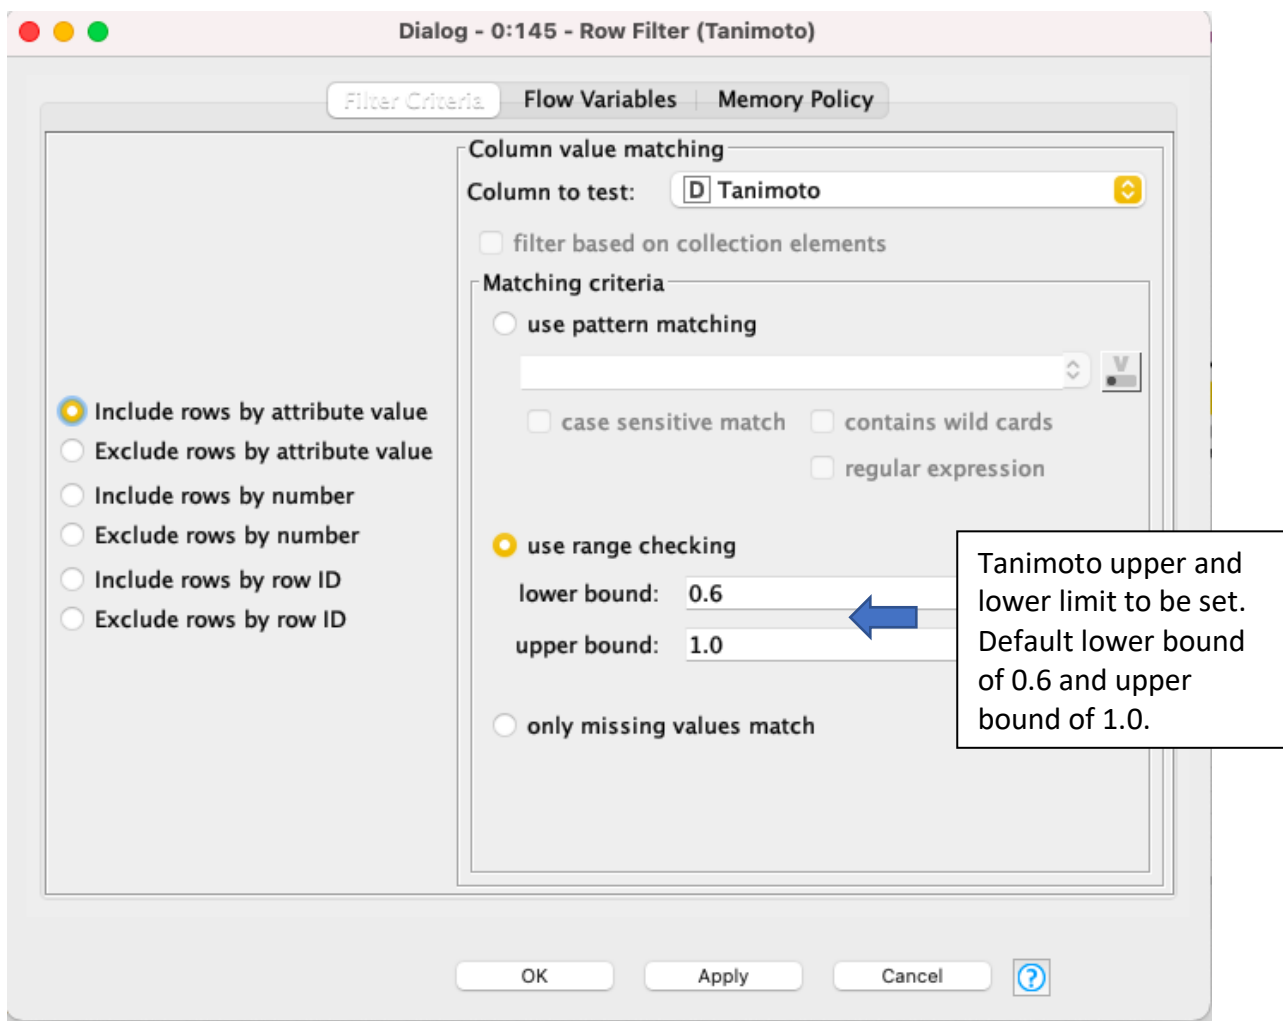 Dialog - 0:145 - Row Filter (Tanimoto)
Filter Criteria Flow Variables Memory Policy
Include rows by attribute value
Exclude rows by attribute value
Include rows by number
Exclude rows by number
Include rows by row ID
Exclude rows by row ID
Column value matching
Column to test: D Tanimoto
filter based on collection elements
Matching criteria
use pattern matching
V
case sensitive match contains wild cards
regular expression
use range checking
lower bound: 0.6
upper bound: 1.0
only missing values match
Tanimoto upper and
lower limit to be set.
Default lower bound
of 0.6 and upper
bound of 1.0.
OK Apply Cancel ?